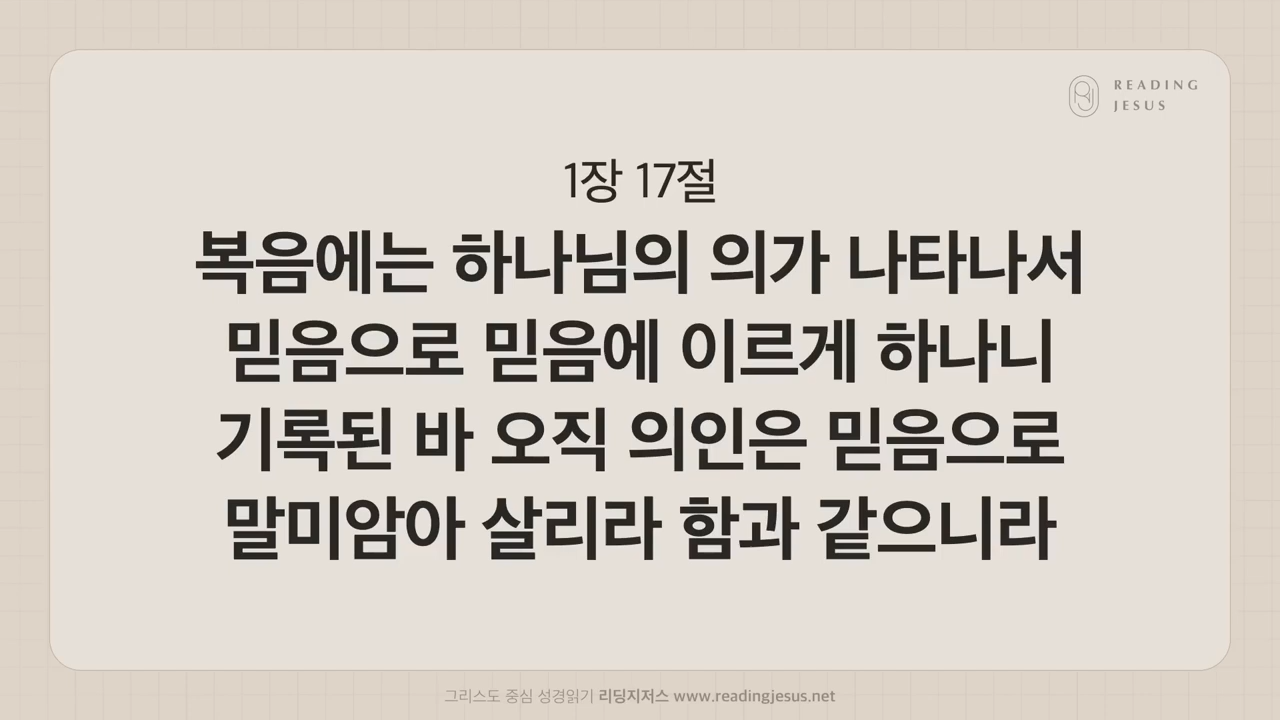 READING
JESUS
1장 17절
복음에는 하나님의 의가 나타나서
믿음으로 믿음에 이르게 하나니
기록된 바 오직 의인은 믿음으로
말미암아 살리라 함과 같으니라
그리스도 중심 성경읽기 리딩지저스 www.readingjesus.net